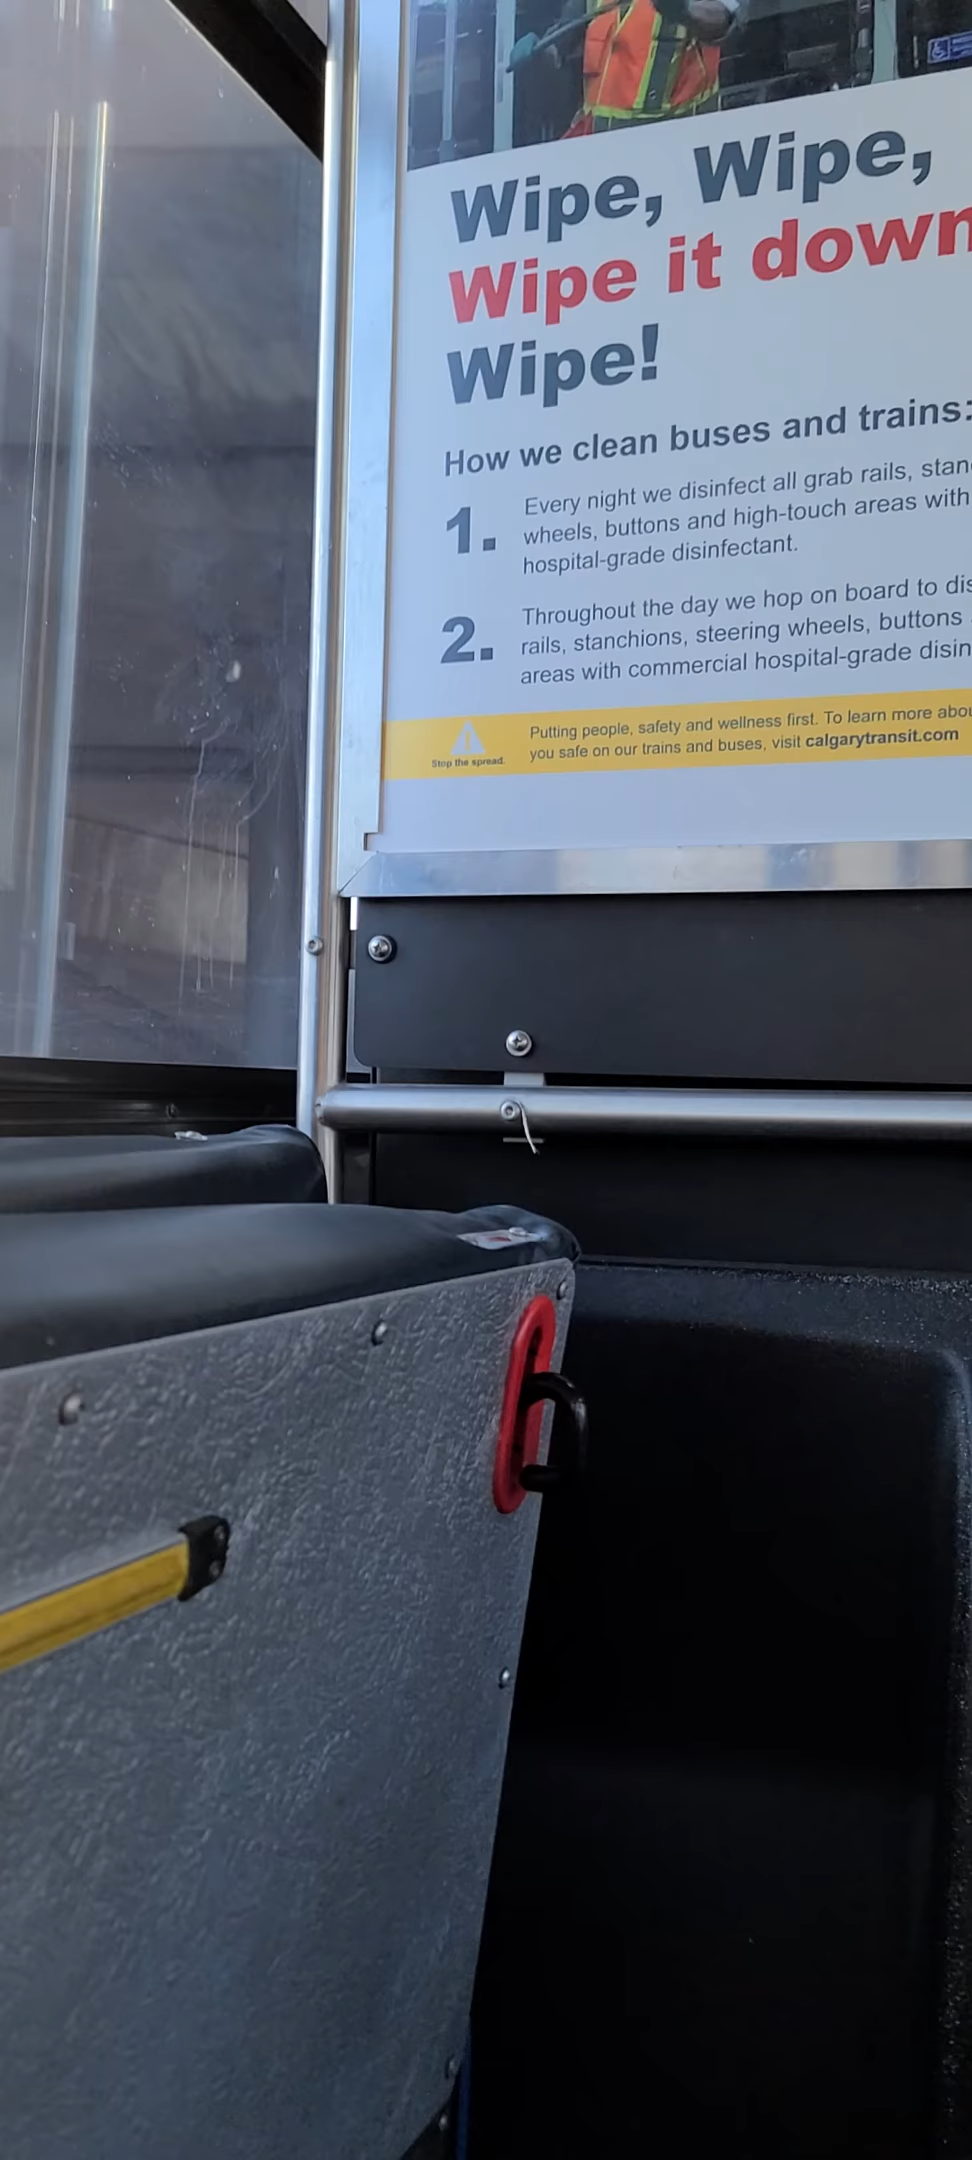 Wipe, Wipe,
Wipe it down
Wipe!
How we clean buses and trains:
1.
Every night we disinfect all grab rails,
wheels, buttons and high-touch areas with
hospital-grade disinfectant.
2.
Throughout the day we hop on board to
rails, stanchions, steering wheels, buttons
areas with commercial hospital-grade
Putting people, safety and wellness first. To learn more
you safe on our trains and buses, visit calgarytransit.com
Stop the spread.